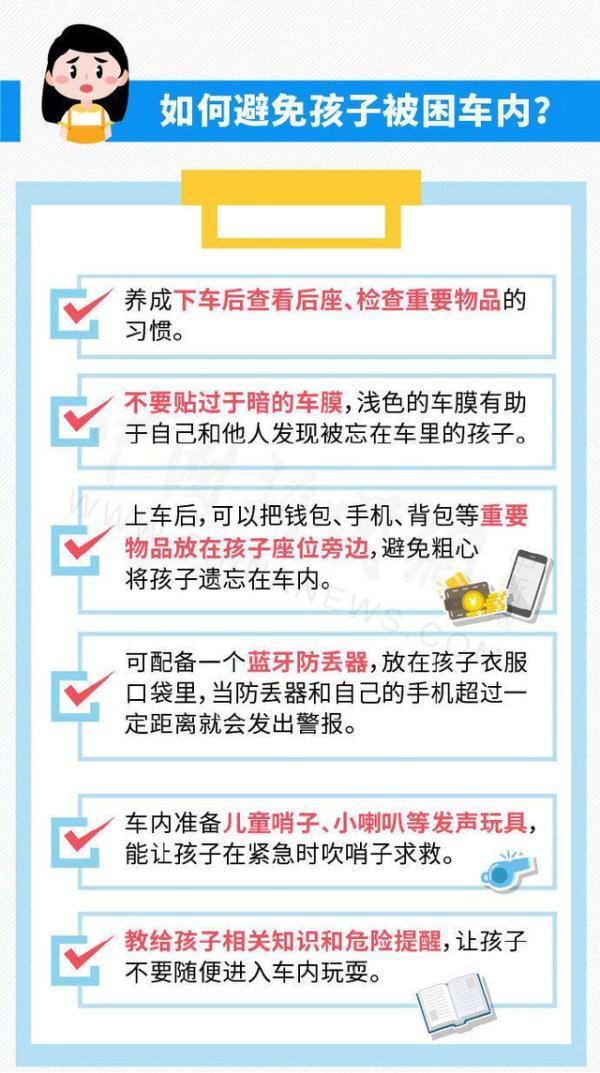 如何避免孩子被困车内?
养成下车后查看后座、检查重要物品的
习惯。
不要贴过于暗的车膜,浅色的车膜有助
于自己和他人发现被忘在车里的孩子。
上车后,可以把钱包、手机、背包等重要
物品放在孩子座位旁边,避免粗心
将孩子遗忘在车内。
可配备一个蓝牙防丢器,放在孩子衣服
口袋里,当防丢器和自己的手机超过一
定距离就会发出警报。
车内准备儿童哨子、小喇叭等发声玩具,
能让孩子在紧急时吹哨子求救。
教给孩子相关知识和危险提醒,让孩子
不要随便进入车内玩耍。